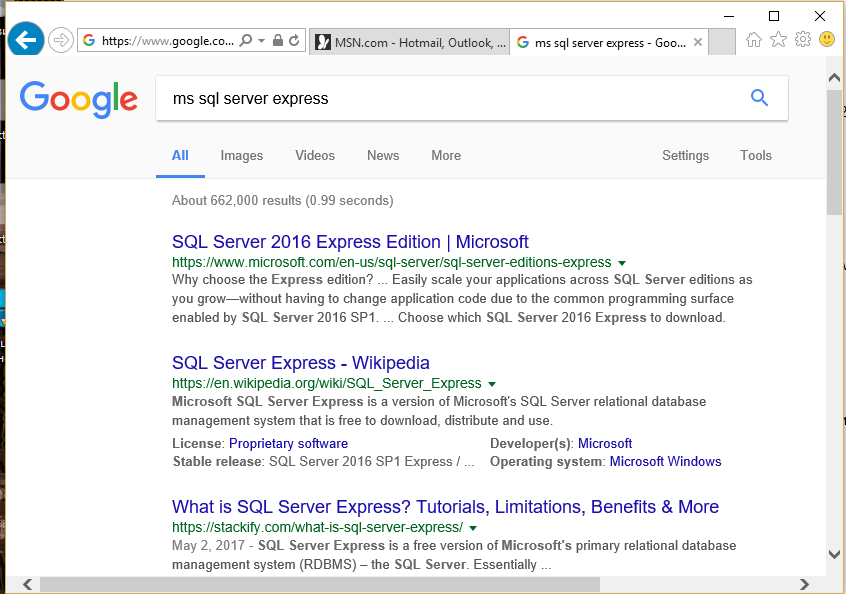 https://www.google.co...
MSN.com - Hotmail, Outlook, ...
ms sql server express - Goo...
Google
ms sql server express
All Images Videos News More Settings Tools
About 662,000 results (0.99 seconds)
SQL Server 2016 Express Edition | Microsoft
https://www.microsoft.com/en-us/sql-server/sql-server-editions-express
Why choose the Express edition? ... Easily scale your applications across SQL Server editions as
you grow—without having to change application code due to the common programming surface
enabled by SQL Server 2016 SP1. ... Choose which SQL Server 2016 Express to download.
SQL Server Express - Wikipedia
https://en.wikipedia.org/wiki/SQL_Server_Express
Microsoft SQL Server Express is a version of Microsoft's SQL Server relational database
management system that is free to download, distribute and use.
License: Proprietary software Developer(s): Microsoft
Stable release: SQL Server 2016 SP1 Express / ... Operating system: Microsoft Windows
What is SQL Server Express? Tutorials, Limitations, Benefits & More
https://stackify.com/what-is-sql-server-express/
May 2, 2017 - SQL Server Express is a free version of Microsoft's primary relational database
management system (RDBMS) – the SQL Server. Essentially ...